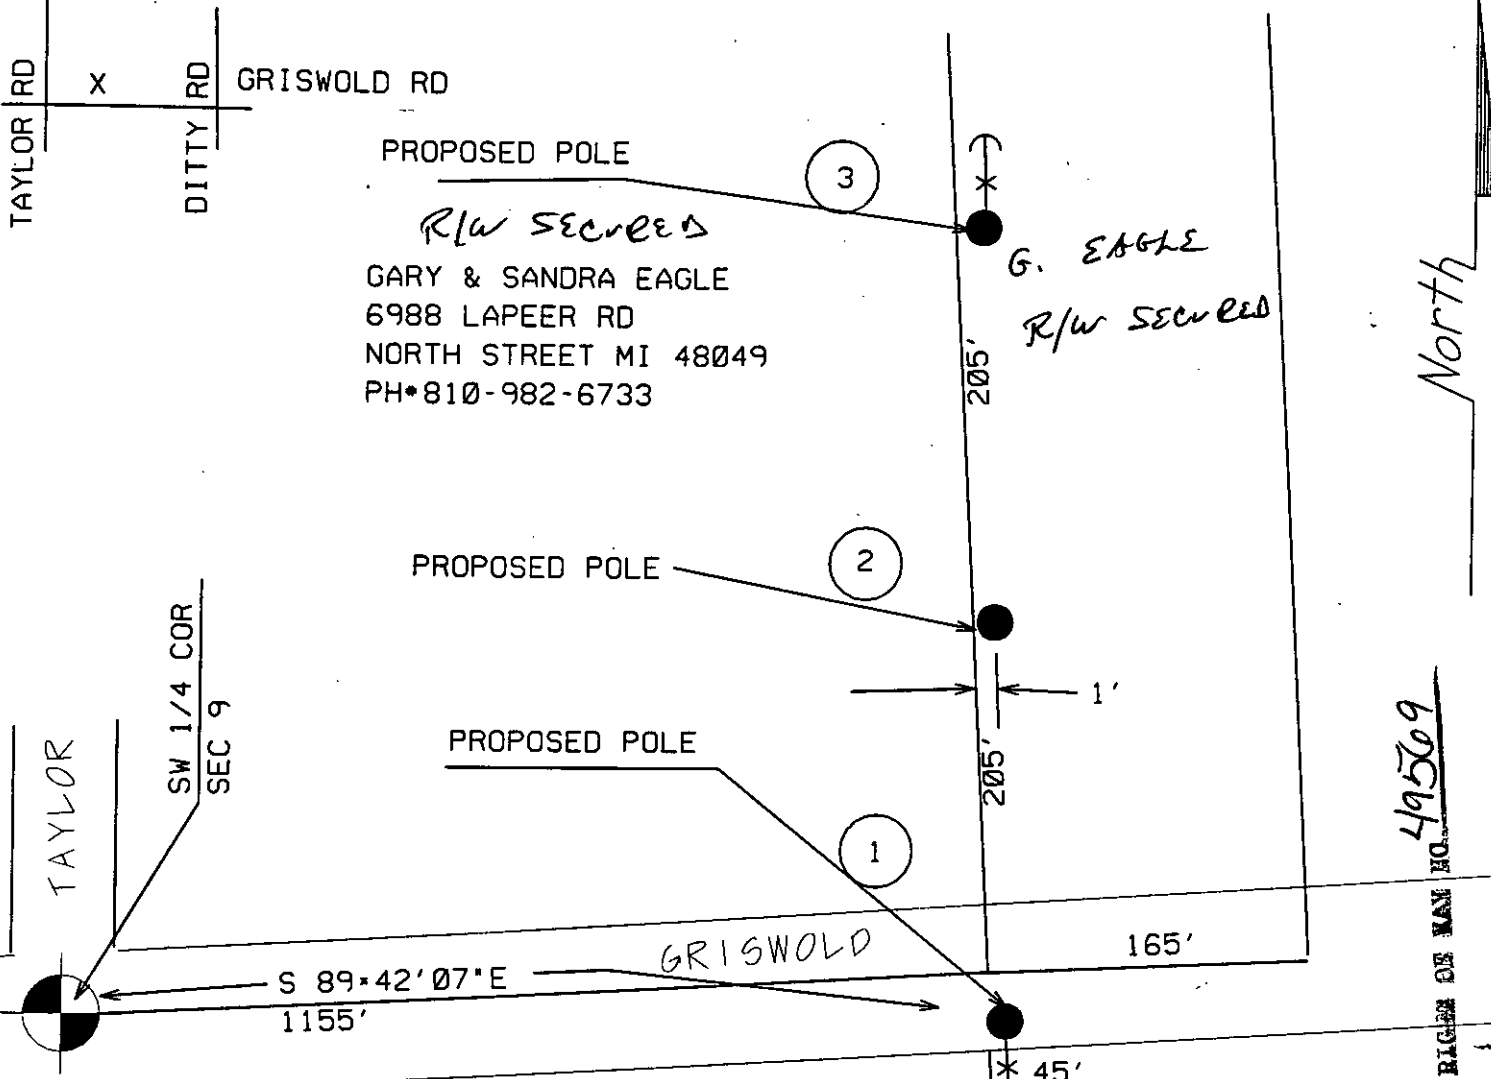 TAYLOR RD
X
DITTY RD
GRISWOLD RD
PROPOSED POLE
3
R/W SECURED
GARY & SANDRA EAGLE
6988 LAPEER RD
NORTH STREET MI 48049
PH•810-982-6733
G. EAGLE
R/W SECURED
205'
North
PROPOSED POLE
2
1'
SW 1/4 COR
SEC 9
TAYLOR
PROPOSED POLE
1
205'
GRISWOLD
165'
S 89•42'07"E
1155'
45'
RIGHT OF WAY NO. 49569